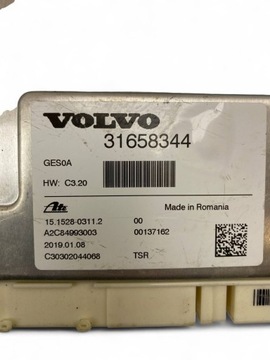 VOLVO
31658344
GES0A
HW: C3.20
Ate Made in Romania
15.1528-0311.2 00
A2C84993003 00137162
2019.01.08
C30302044068 TSR